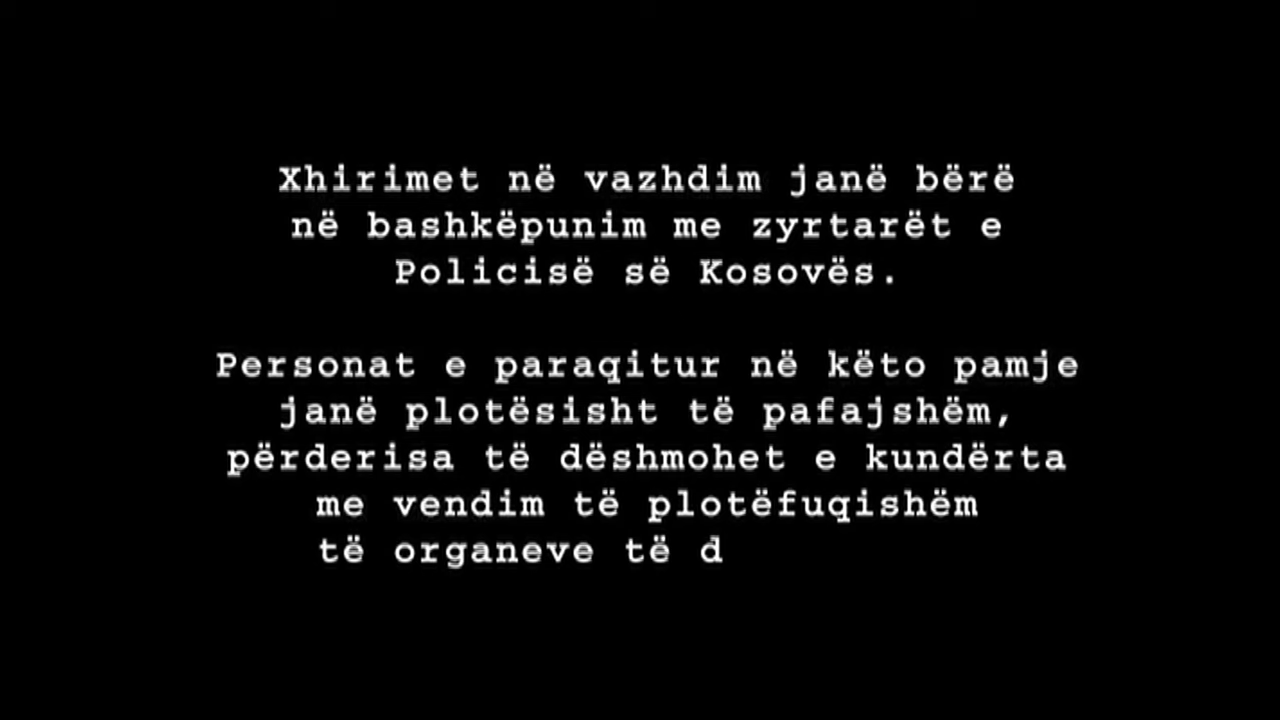 Xhirimet në vazhdim janë bërë
në bashkëpunim me zyrtarët e
Policisë së Kosovës.
Personat e paraqitur në këto pamje
janë plotësisht të pafajshëm,
përderisa të dëshmohet e kundërta
me vendim të plotëfuqishëm
të organeve të d